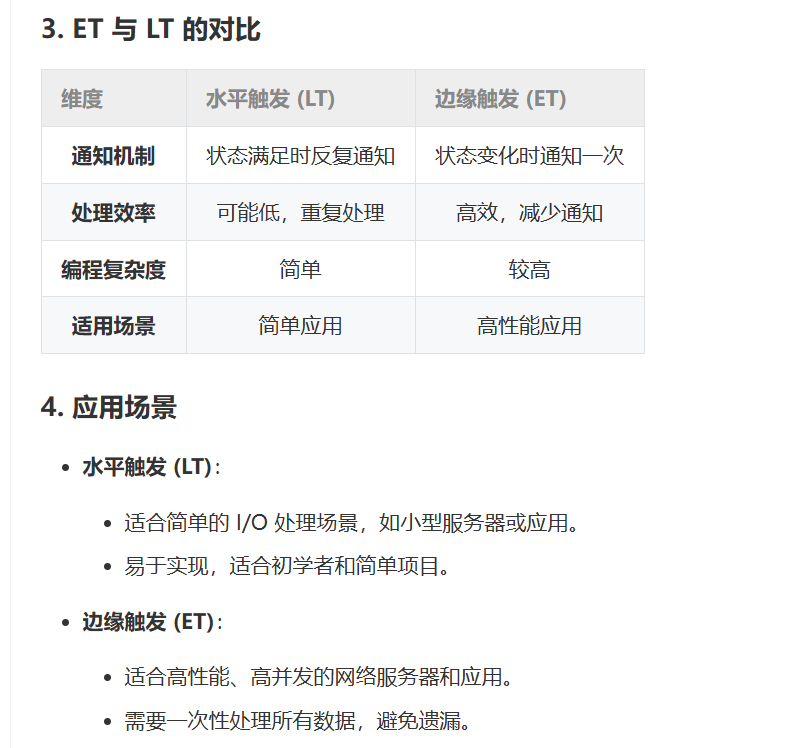 3. ET 与 LT 的对比
维度 水平触发 (LT) 边缘触发 (ET)
通知机制 状态满足时反复通知 状态变化时通知一次
处理效率 可能低，重复处理 高效，减少通知
编程复杂度 简单 较高
适用场景 简单应用 高性能应用
4. 应用场景
• 水平触发 (LT)：
• 适合简单的 I/O 处理场景，如小型服务器或应用。
• 易于实现，适合初学者和简单项目。
• 边缘触发 (ET)：
• 适合高性能、高并发的网络服务器和应用。
• 需要一次性处理所有数据，避免遗漏。